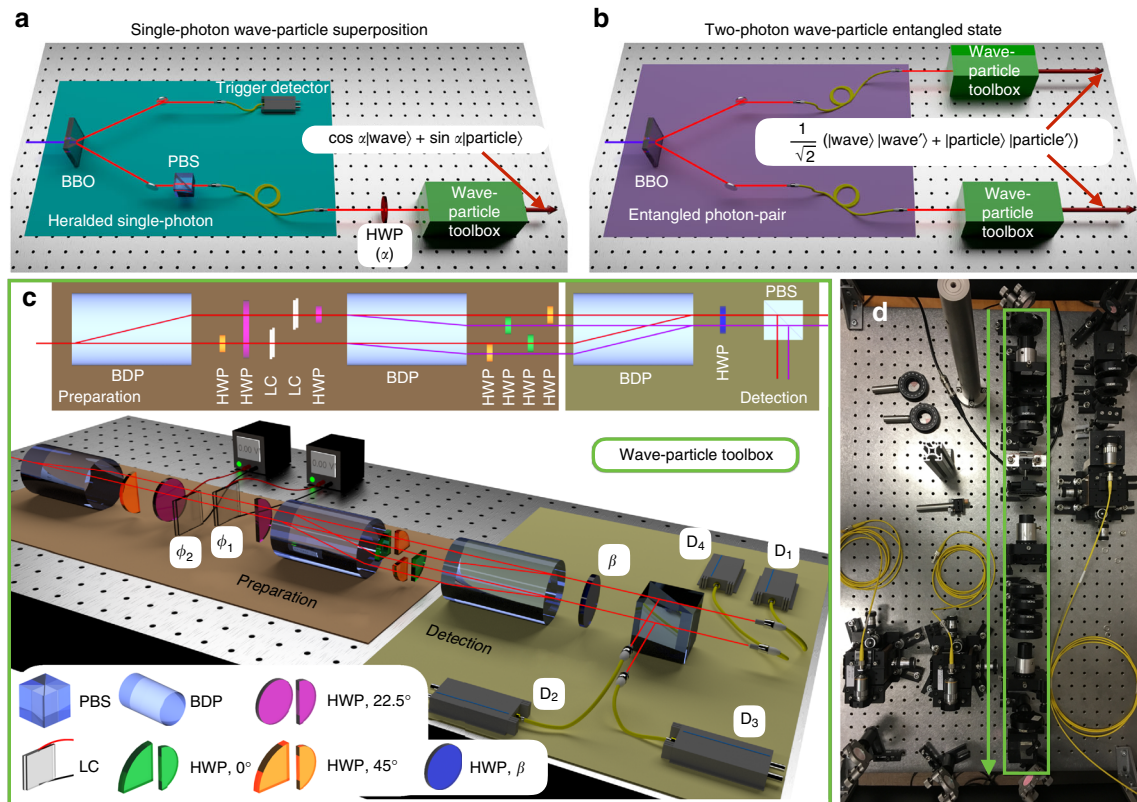 a
Single-photon wave-particle superposition
Trigger detector
cos α|wave⟩ + sin α|particle⟩
PBS
BBO
Heralded single-photon
HWP
(α)
Wave-
particle
toolbox
b
Two-photon wave-particle entangled state
Wave-
particle
toolbox
1/√2 (|wave⟩ |wave′⟩ + |particle⟩ |particle′⟩)
BBO
Entangled photon-pair
Wave-
particle
toolbox
c
BDP
HWP
HWP
LC
LC
HWP
BDP
HWP
HWP
HWP
HWP
Preparation
BDP
HWP
PBS
Detection
Wave-particle toolbox
ϕ2
ϕ1
Preparation
β
D4
D1
Detection
D2
D3
PBS
BDP
HWP, 22.5°
LC
HWP, 0°
HWP, 45°
HWP, β
d